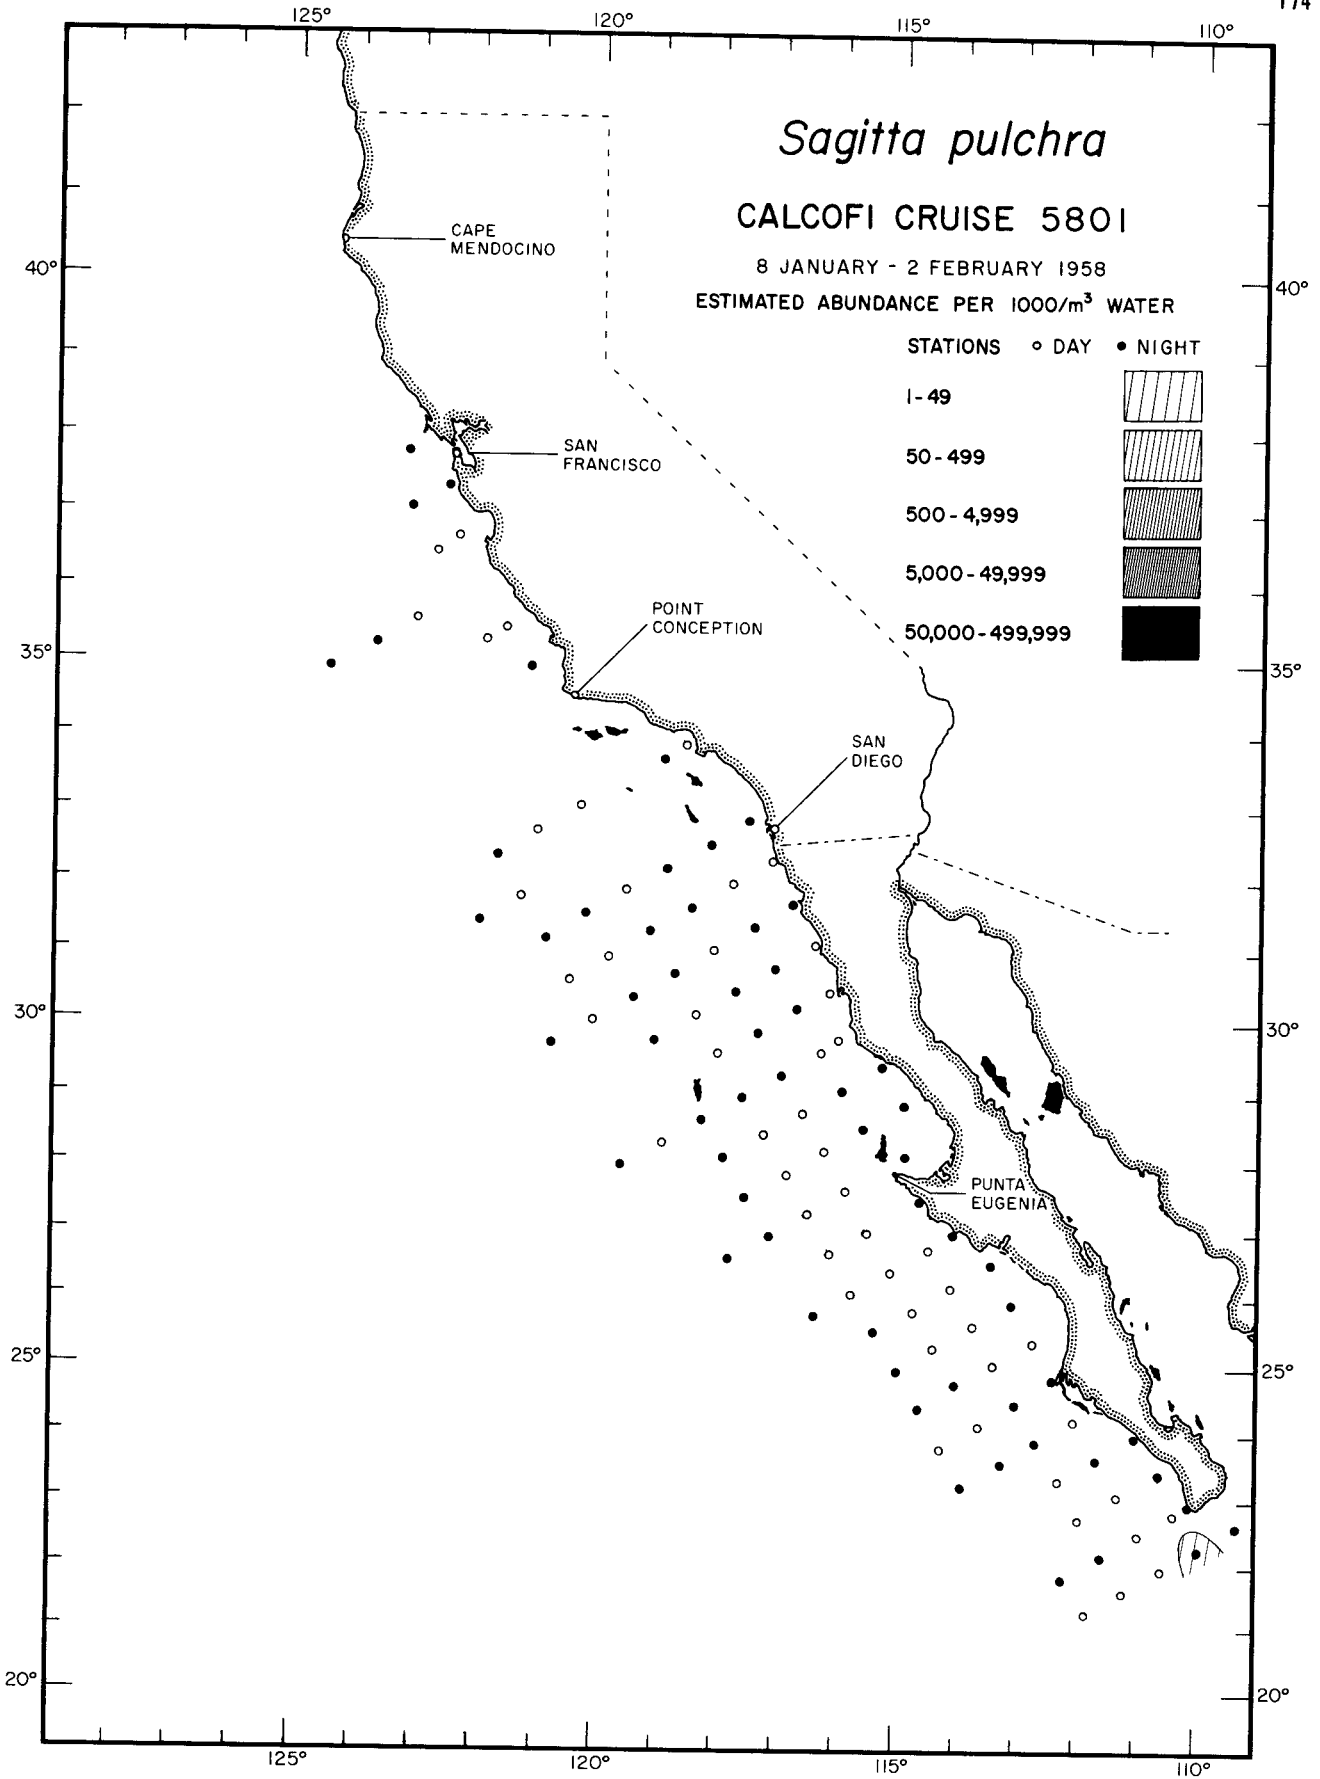 174
125° 120° 115° 110°
Sagitta pulchra
CALCOFI CRUISE 5801
8 JANUARY - 2 FEBRUARY 1958
ESTIMATED ABUNDANCE PER 1000/m³ WATER
STATIONS ○ DAY ● NIGHT
1-49
50-499
500-4,999
5,000-49,999
50,000-499,999
CAPE
MENDOCINO
40° 40°
SAN
FRANCISCO
POINT
CONCEPTION
35° 35°
SAN
DIEGO
30° 30°
PUNTA
EUGENIA
25° 25°
20° 20°
125° 120° 115° 110°